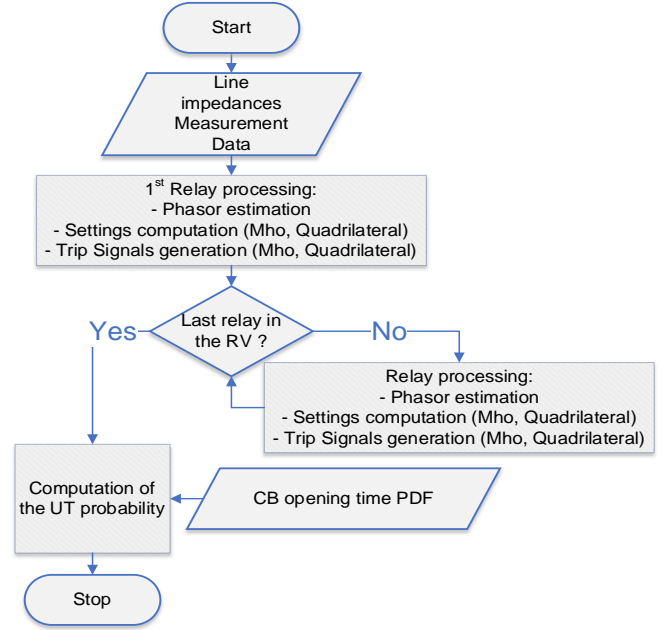 Start
Line
impedances
Measurement
Data
1st Relay processing:
- Phasor estimation
- Settings computation (Mho, Quadrilateral)
- Trip Signals generation (Mho, Quadrilateral)
Yes
Last relay in
the RV ?
No
Relay processing:
- Phasor estimation
- Settings computation (Mho, Quadrilateral)
- Trip Signals generation (Mho, Quadrilateral)
Computation of
the UT probability
CB opening time PDF
Stop